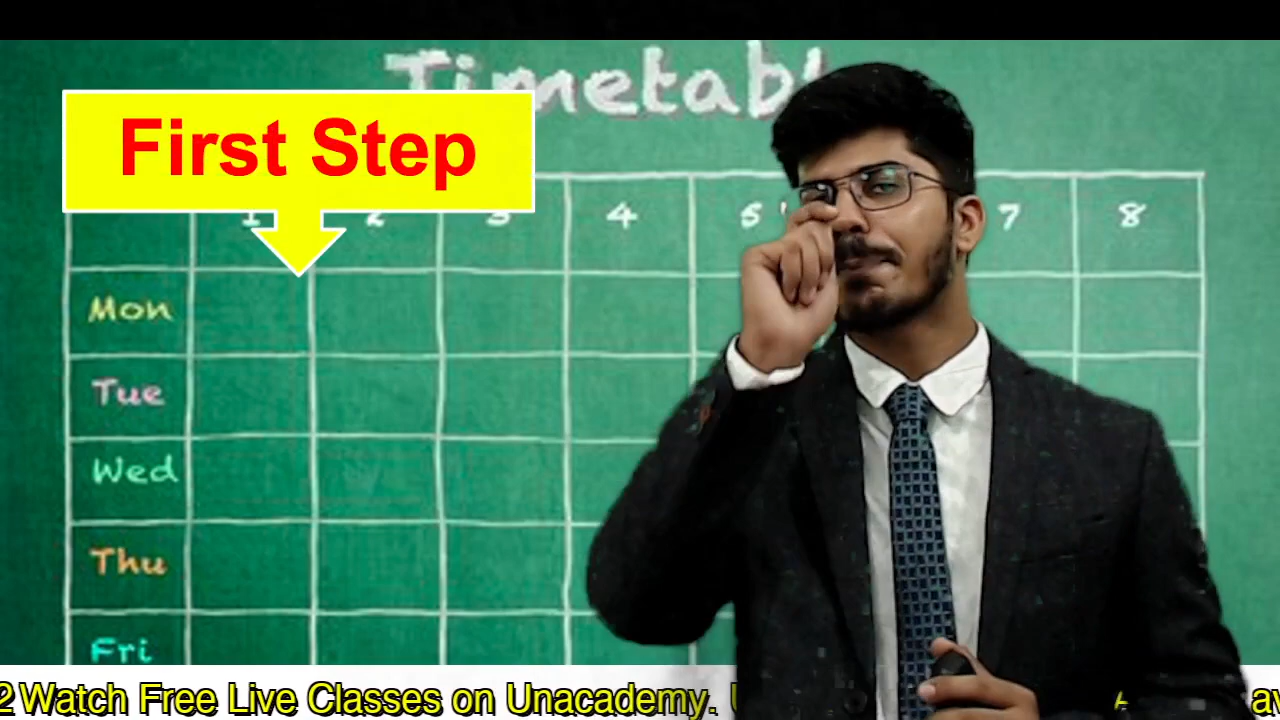 Timetabl
First Step
1 2 3 4 5 7 8
Mon
Tue
Wed
Thu
Fri
2 Watch Free Live Classes on Unacademy.